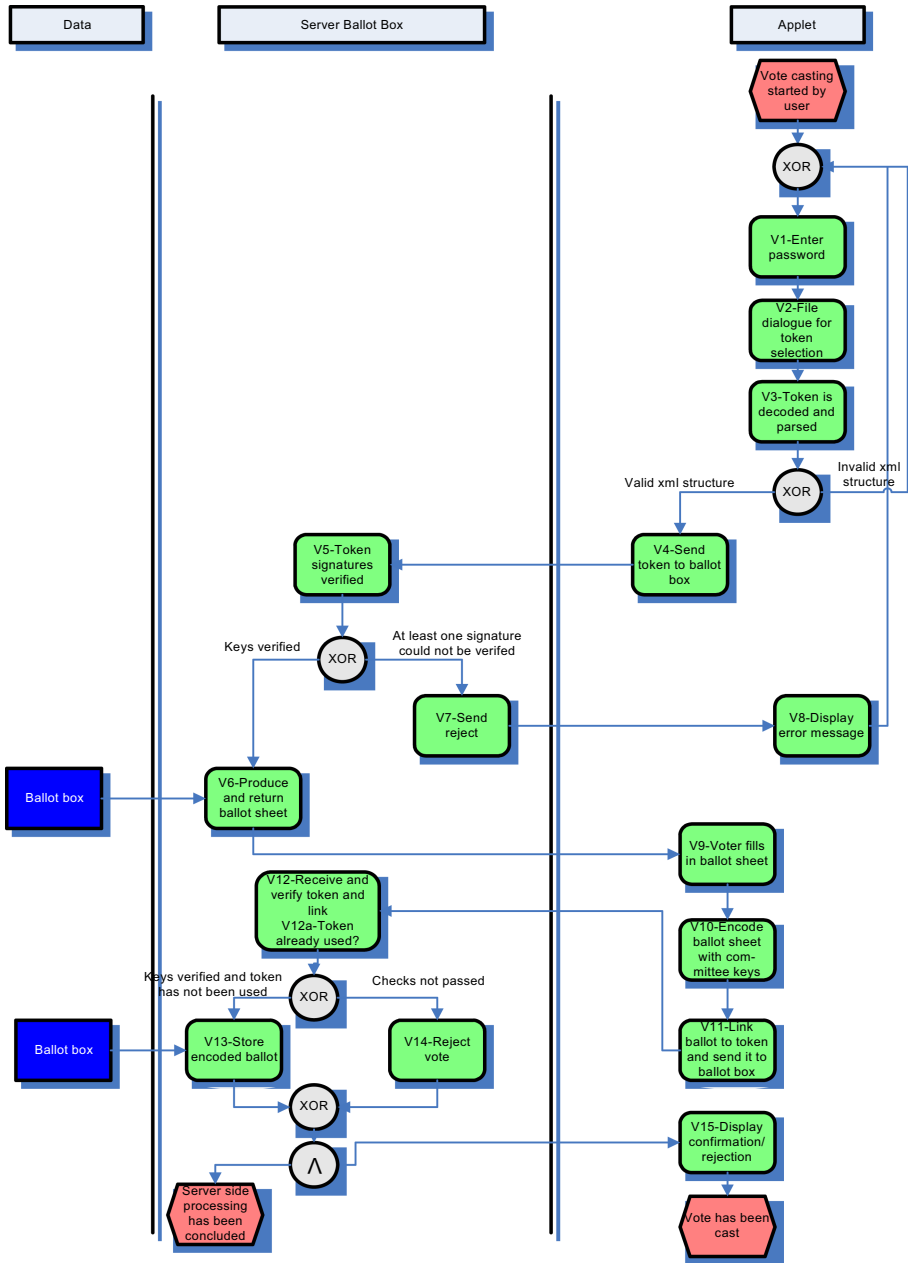 Data
Server Ballot Box
Applet
Vote casting
started by
user
XOR
V1-Enter
password
V2-File
dialogue for
token
selection
V3-Token is
decoded and
parsed
XOR
Valid xml structure
Invalid xml
structure
V4-Send
token to ballot
box
V5-Token
signatures
verified
XOR
Keys verified
At least one signature
could not be verifed
V7-Send
reject
V8-Display
error message
Ballot box
V6-Produce
and return
ballot sheet
V9-Voter fills
in ballot sheet
V10-Encode
ballot sheet
with com-
mittee keys
V11-Link
ballot to token
and send it to
ballot box
V12-Receive and
verify token and
link
V12a-Token
already used?
XOR
Keys verified and token
has not been used
Checks not passed
Ballot box
V13-Store
encoded ballot
V14-Reject
vote
XOR
Λ
V15-Display
confirmation/
rejection
Server side
processing
has been
concluded
Vote has been
cast